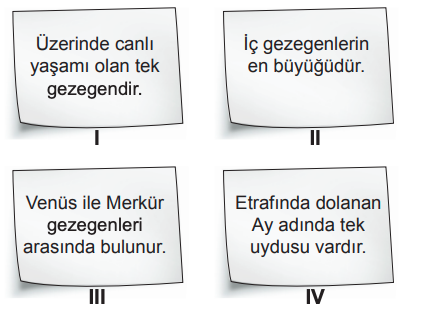 Üzerinde canlı
yaşamı olan tek
gezegendir.
I
İç gezegenlerin
en büyüğüdür.
II
Venüs ile Merkür
gezegenleri
arasında bulunur.
III
Etrafında dolanan
Ay adında tek
uydusu vardır.
IV